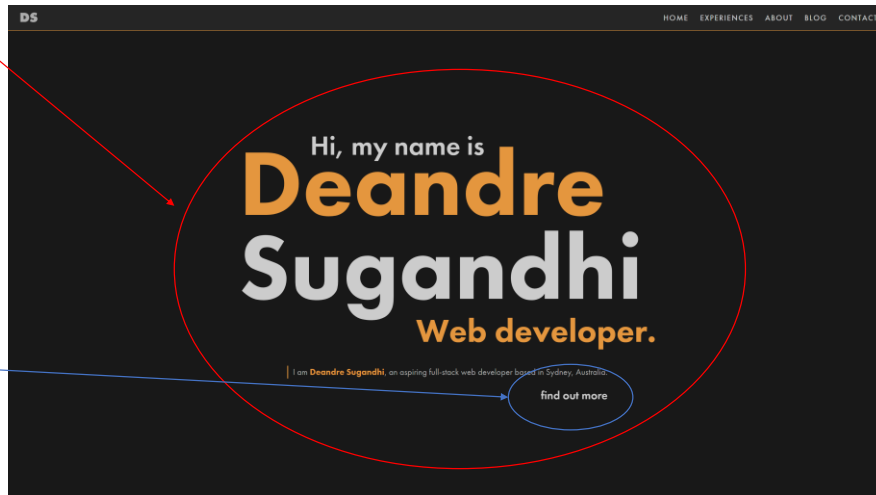 DS
HOME EXPERIENCES ABOUT BLOG CONTACT
Hi, my name is
Deandre
Sugandhi
Web developer.
I am Deandre Sugandhi, an aspiring full-stack web developer based in Sydney, Australia.
find out more